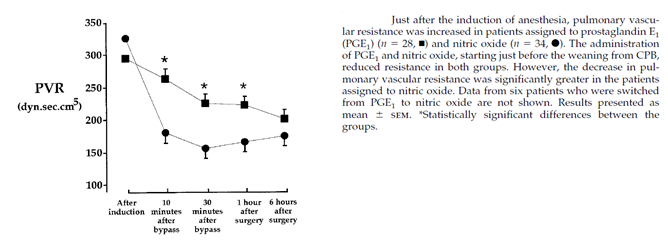 350
300
250
200
150
100
PVR
(dyn.sec.cm5)
*
*
*
After
induction
10
minutes
after
bypass
30
minutes
after
bypass
1 hour
after
surgery
6 hours
after
surgery
Just after the induction of anesthesia, pulmonary vascu-
lar resistance was increased in patients assigned to prostaglandin E1
(PGE1) (n = 28, ■) and nitric oxide (n = 34, ●). The administration
of PGE1 and nitric oxide, starting just before the weaning from CPB,
reduced resistance in both groups. However, the decrease in pul-
monary vascular resistance was significantly greater in the patients
assigned to nitric oxide. Data from six patients who were switched
from PGE1 to nitric oxide are not shown. Results presented as
mean ± SEM. *Statistically significant differences between the
groups.